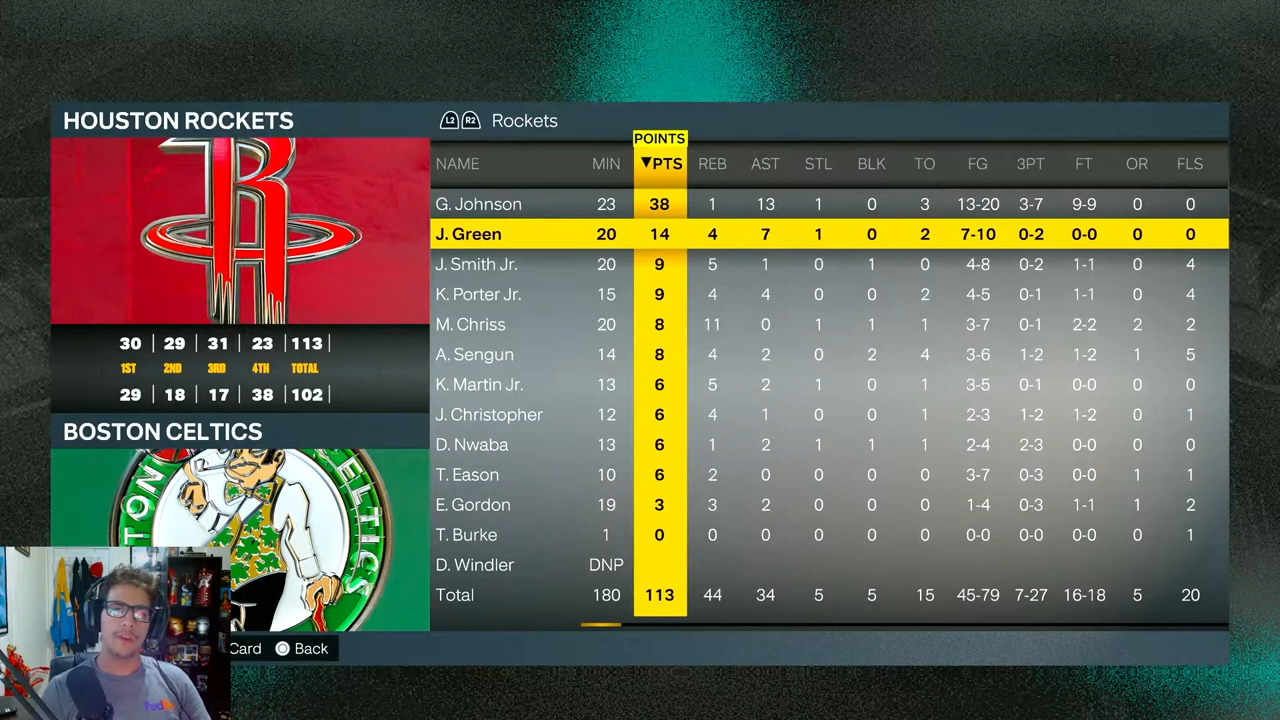 HOUSTON ROCKETS
30 | 29 | 31 | 23 | 113 |
1ST 2ND 3RD 4TH TOTAL
29 | 18 | 17 | 38 | 102 |
BOSTON CELTICS
TON CELTICS
Card Back
FedEx
L2 R2 Rockets
POINTS
NAME MIN ▼PTS REB AST STL BLK TO FG 3PT FT OR FLS
G. Johnson 23 38 1 13 1 0 3 13-20 3-7 9-9 0 0
J. Green 20 14 4 7 1 0 2 7-10 0-2 0-0 0 0
J. Smith Jr. 20 9 5 1 0 1 0 4-8 0-2 1-1 0 4
K. Porter Jr. 15 9 4 4 0 0 2 4-5 0-1 1-1 0 4
M. Chriss 20 8 11 0 1 1 1 3-7 0-1 2-2 2 2
A. Sengun 14 8 4 2 0 2 4 3-6 1-2 1-2 1 5
K. Martin Jr. 13 6 5 2 1 0 1 3-5 0-1 0-0 0 0
J. Christopher 12 6 4 1 0 0 1 2-3 1-2 1-2 0 1
D. Nwaba 13 6 1 2 1 1 1 2-4 2-3 0-0 0 0
T. Eason 10 6 2 0 0 0 0 3-7 0-3 0-0 1 1
E. Gordon 19 3 3 2 0 0 0 1-4 0-3 1-1 1 2
T. Burke 1 0 0 0 0 0 0 0-0 0-0 0-0 0 1
D. Windler DNP
Total 180 113 44 34 5 5 15 45-79 7-27 16-18 5 20